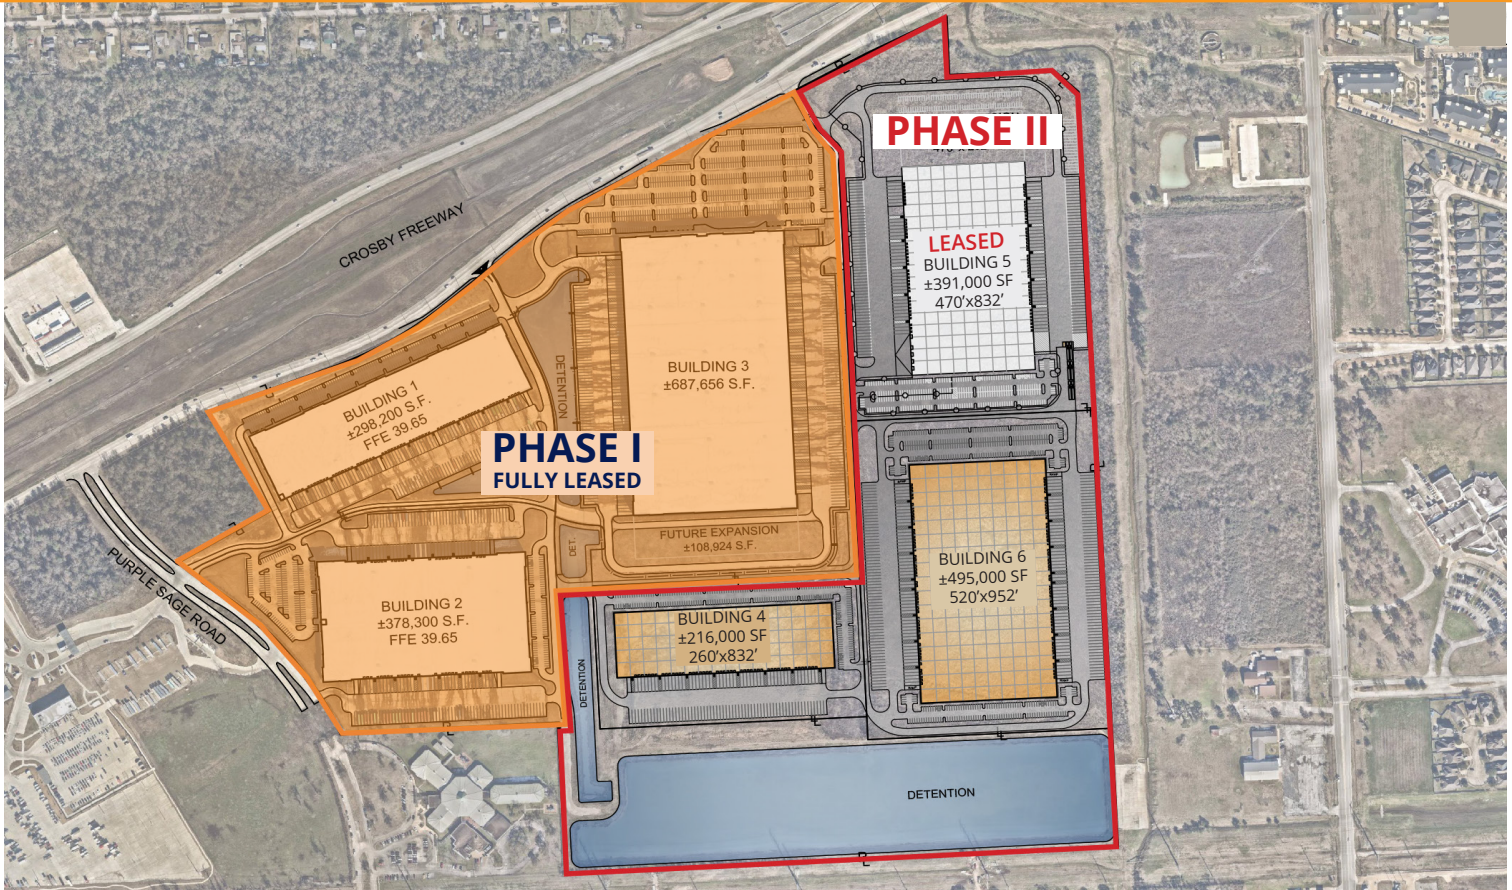 PHASE II
LEASED
BUILDING 5
±391,000 SF
470’x832’
CROSBY FREEWAY
BUILDING 3
±687,656 S.F.
DETENTION
BUILDING 1
±298,200 S.F.
FFE 39.65
PHASE I
FULLY LEASED
FUTURE EXPANSION
±108,924 S.F.
DET.
PURPLE SAGE ROAD
BUILDING 2
±378,300 S.F.
FFE 39.65
BUILDING 6
±495,000 SF
520’x952’
BUILDING 4
±216,000 SF
260’x832’
DETENTION
DETENTION